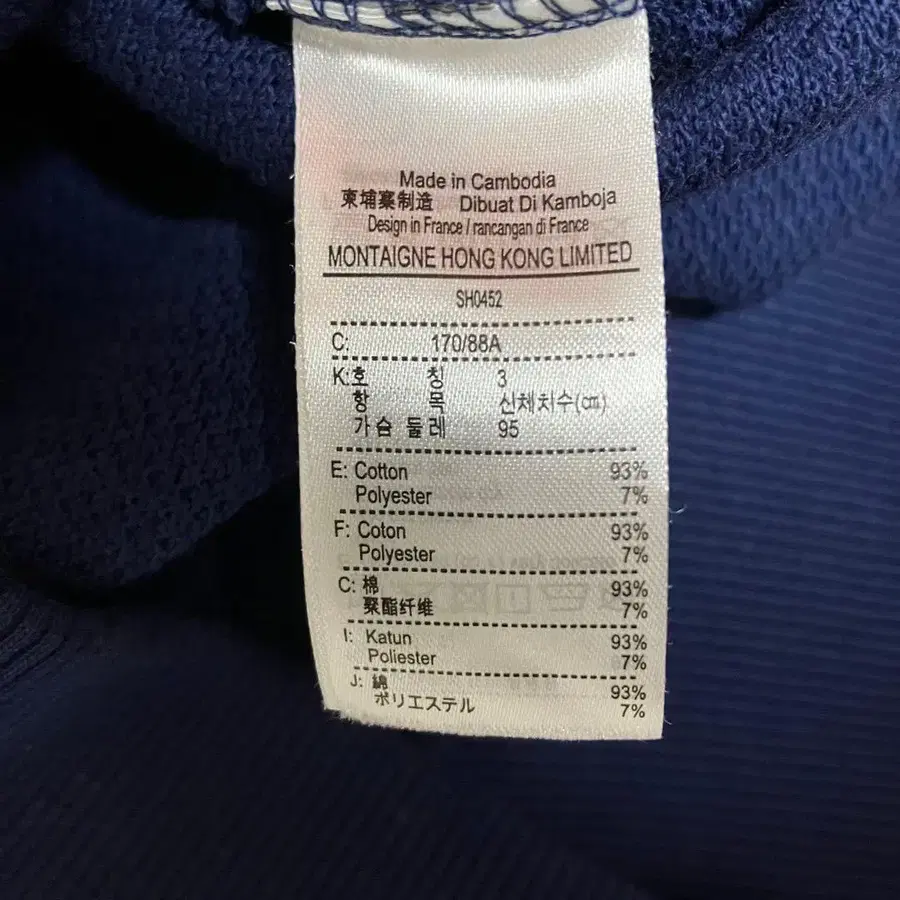 Made in Cambodia
柬埔寨制造 Dibuat Di Kamboja
Design in France / rancangan di France
MONTAIGNE HONG KONG LIMITED
SH0452
C: 170/88A
K:호 칭 3
항 목 신체치수(㎝)
가슴 둘레 95
E: Cotton 93%
Polyester 7%
F: Coton 93%
Polyester 7%
C: 棉 93%
聚酯纤维 7%
I: Katun 93%
Poliester 7%
J: 綿 93%
ポリエステル 7%